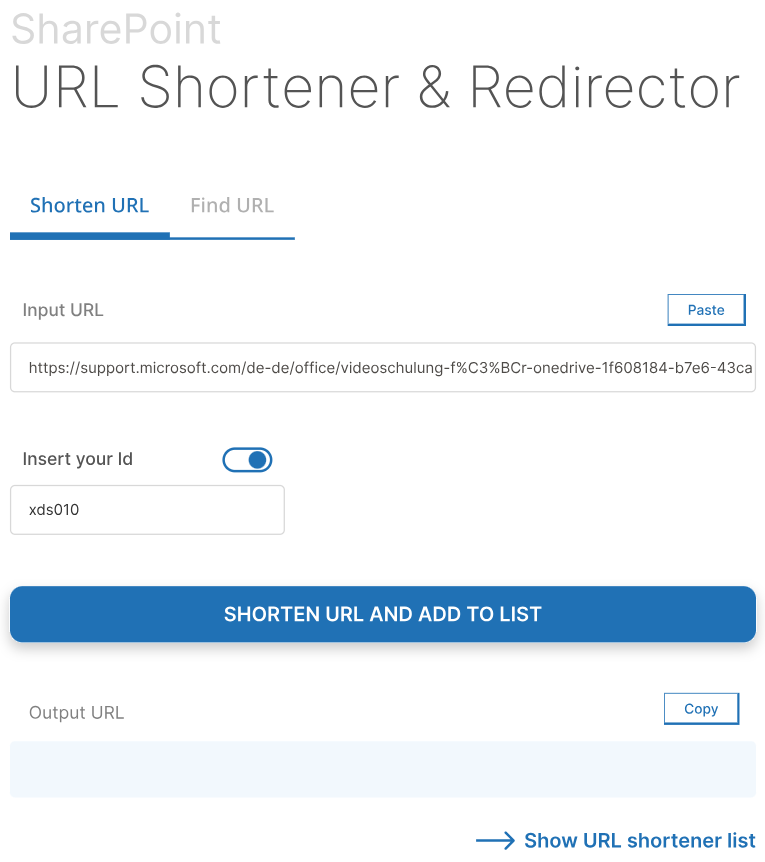 SharePoint
URL Shortener & Redirector
Shorten URL Find URL
Input URL Paste
https://support.microsoft.com/de-de/office/videoschulung-f%C3%BCr-onedrive-1f608184-b7e6-43ca
Insert your Id
xds010
SHORTEN URL AND ADD TO LIST
Output URL Copy
Show URL shortener list